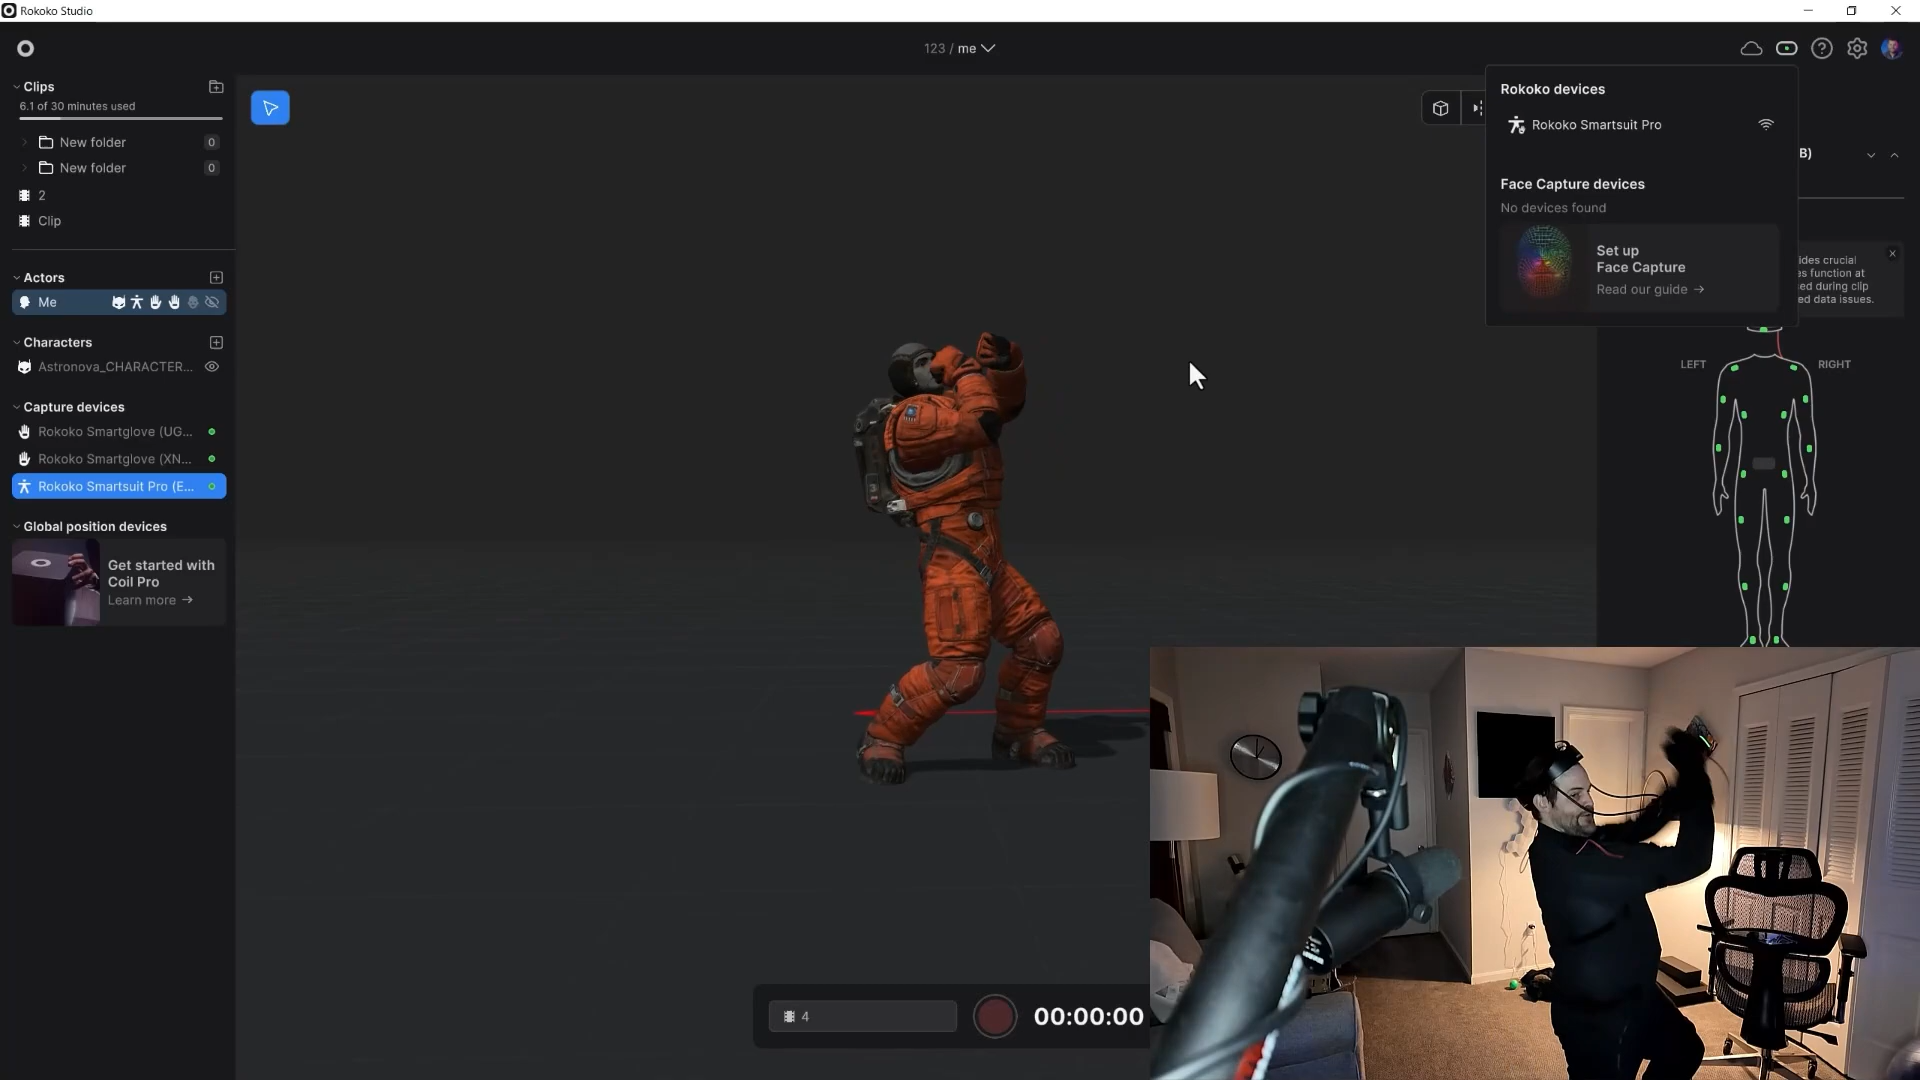 Rokoko Studio
123 / me
Clips
6.1 of 30 minutes used
New folder 0
New folder 0
2
Clip
Actors
Me
Characters
Astronova_CHARACTER...
Capture devices
Rokoko Smartglove (UG...
Rokoko Smartglove (XN...
Rokoko Smartsuit Pro (E...
Global position devices
Get started with
Coil Pro
Learn more →
Rokoko devices
Rokoko Smartsuit Pro
Face Capture devices
No devices found
Set up
Face Capture
Read our guide →
B)
ides crucial
es function at
ed during clip
ed data issues.
LEFT RIGHT
4
00:00:00